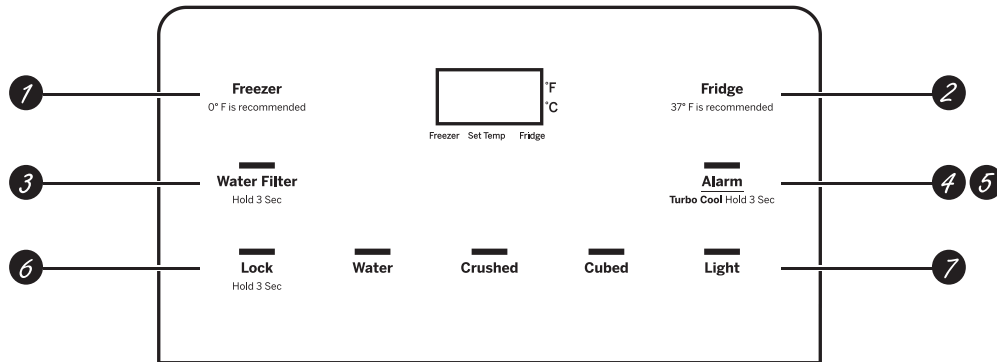 1
Freezer
0° F is recommended
°F
°C
Freezer Set Temp Fridge
Fridge
37° F is recommended
2
3
Water Filter
Hold 3 Sec
Alarm
Turbo Cool Hold 3 Sec
4 5
6
Lock
Hold 3 Sec
Water
Crushed
Cubed
Light
7